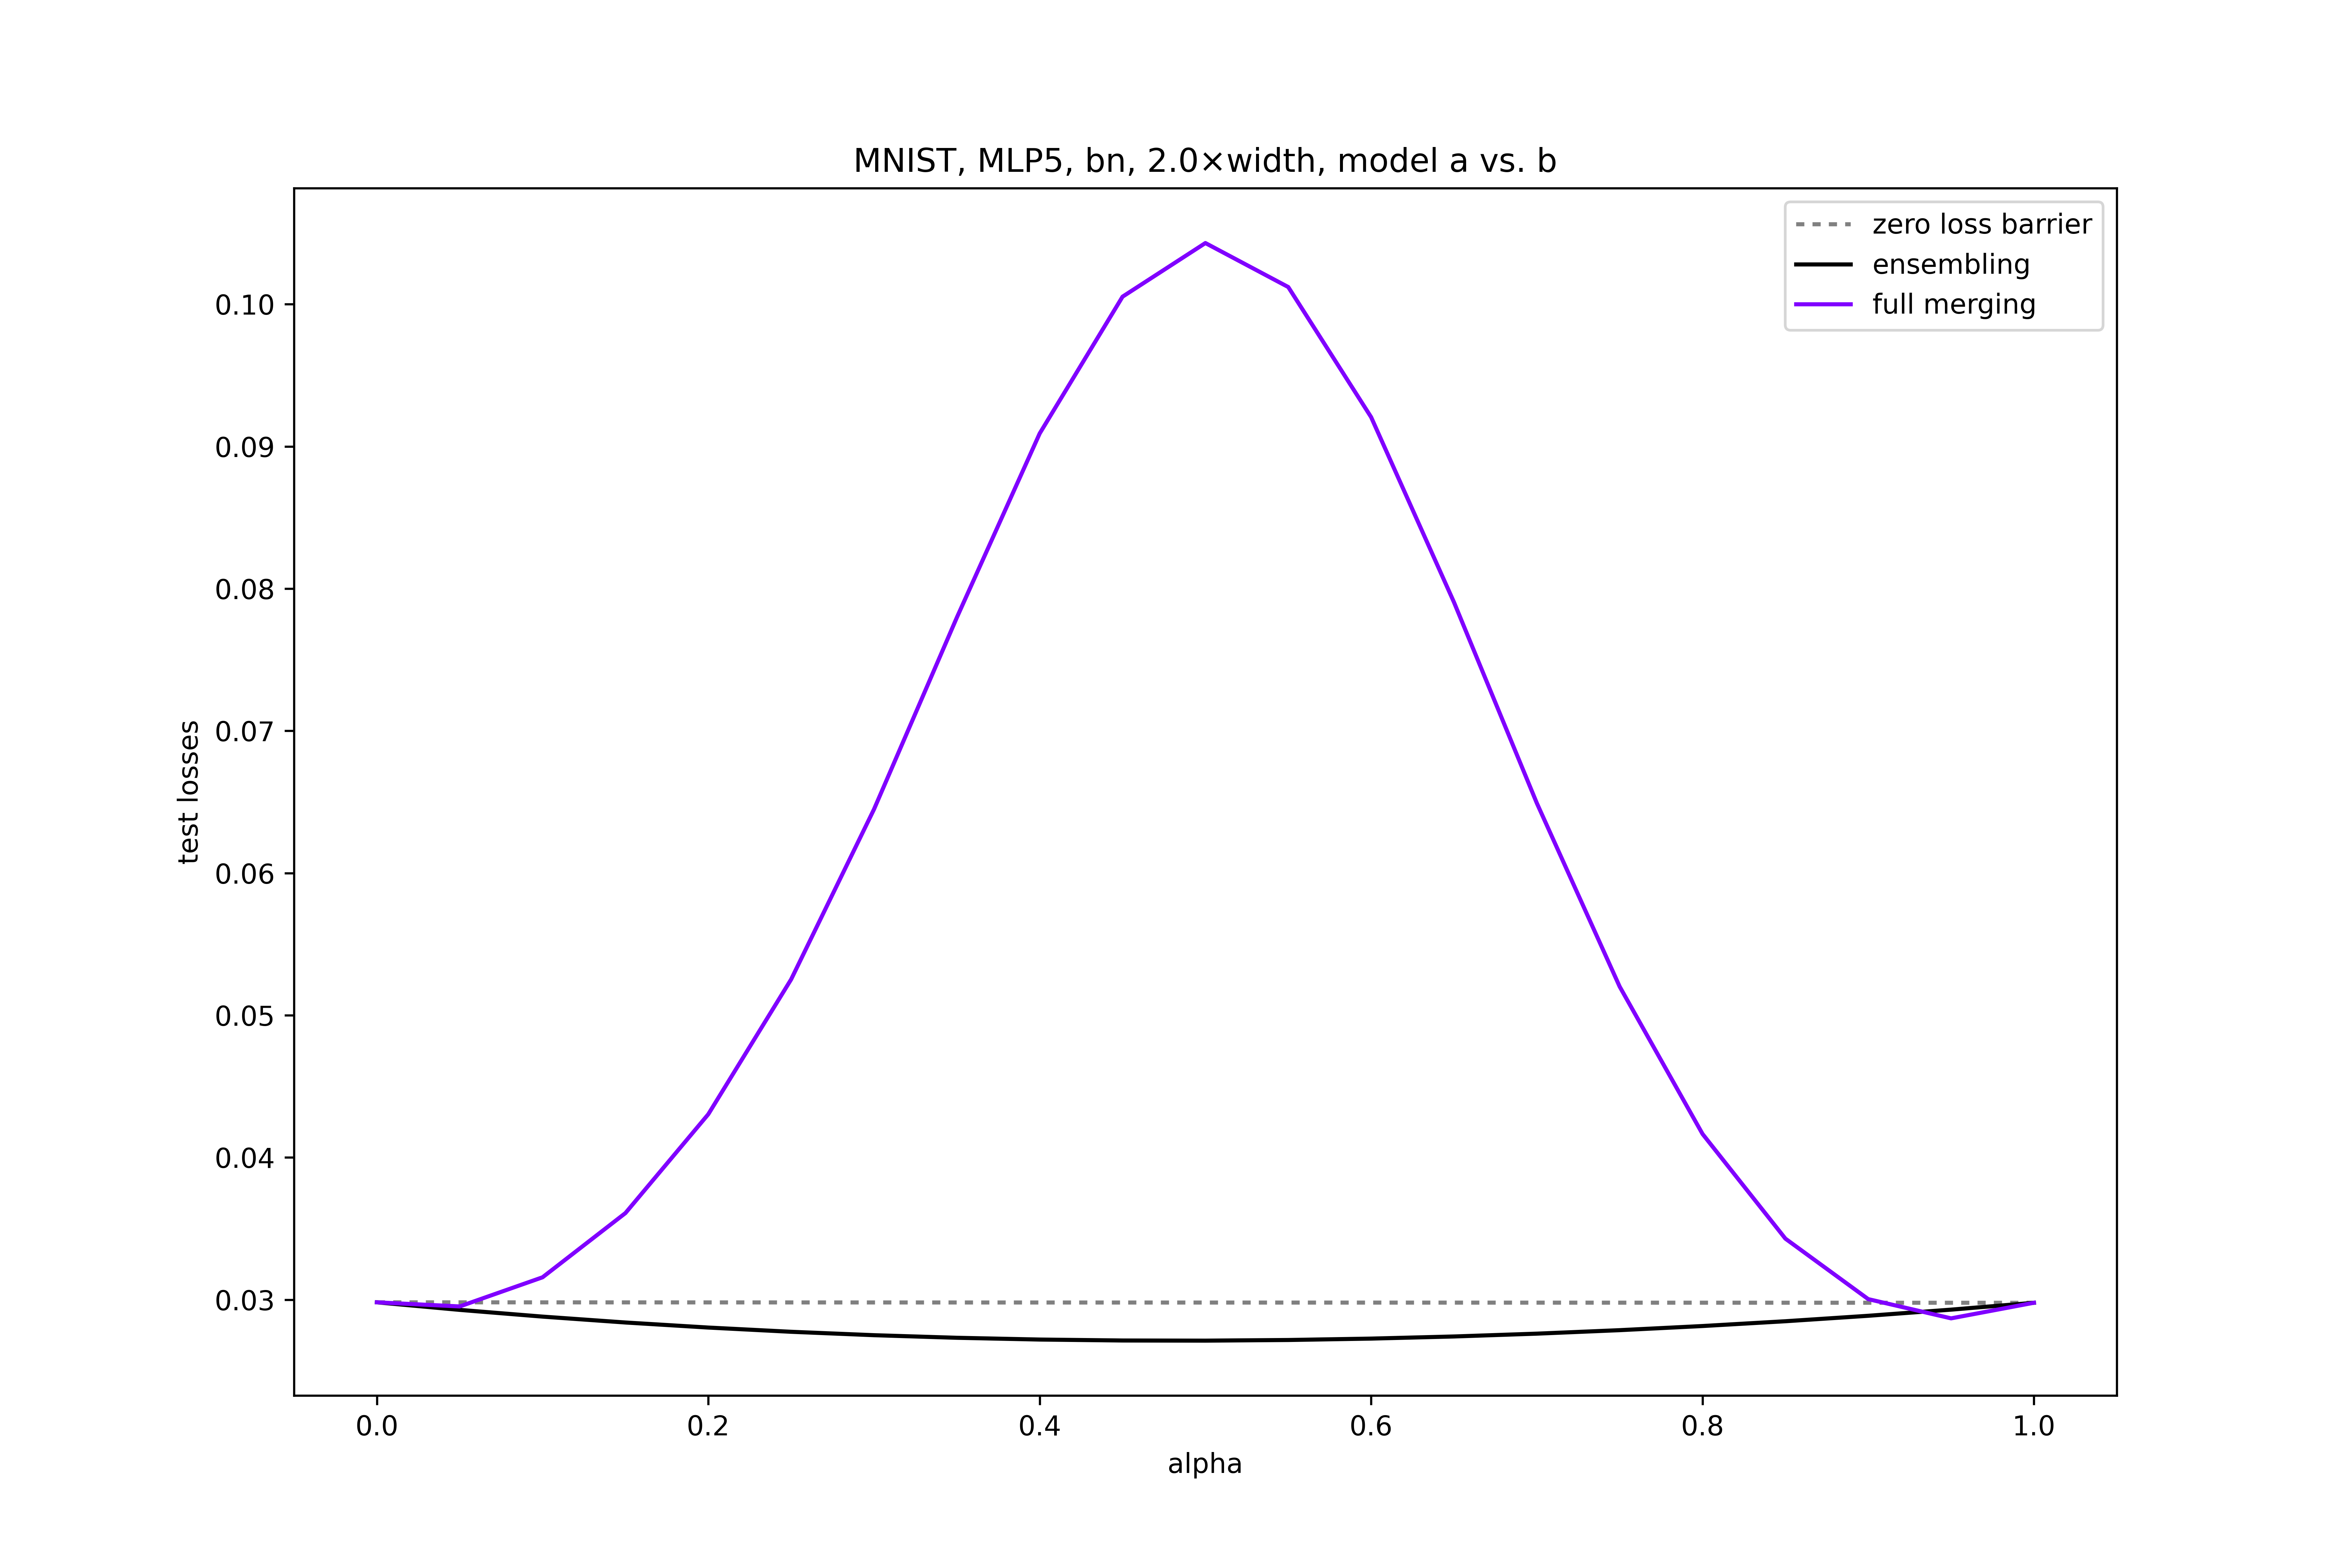 MNIST, MLP5, bn, 2.0×width, model a vs. b
zero loss barrier
ensembling
full merging
test losses
0.10
0.09
0.08
0.07
0.06
0.05
0.04
0.03
0.0 0.2 0.4 0.6 0.8 1.0
alpha